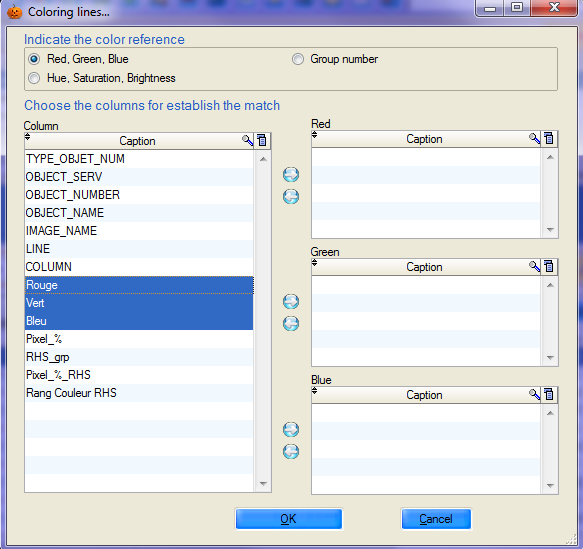 Coloring lines...
Indicate the color reference
Red, Green, Blue
Group number
Hue, Saturation, Brightness
Choose the columns for establish the match
Column
Caption
TYPE_OBJET_NUM
OBJECT_SERV
OBJECT_NUMBER
OBJECT_NAME
IMAGE_NAME
LINE
COLUMN
Rouge
Vert
Bleu
Pixel_%
RHS_grp
Pixel_%_RHS
Rang Couleur RHS
Red
Caption
Green
Caption
Blue
Caption
OK
Cancel